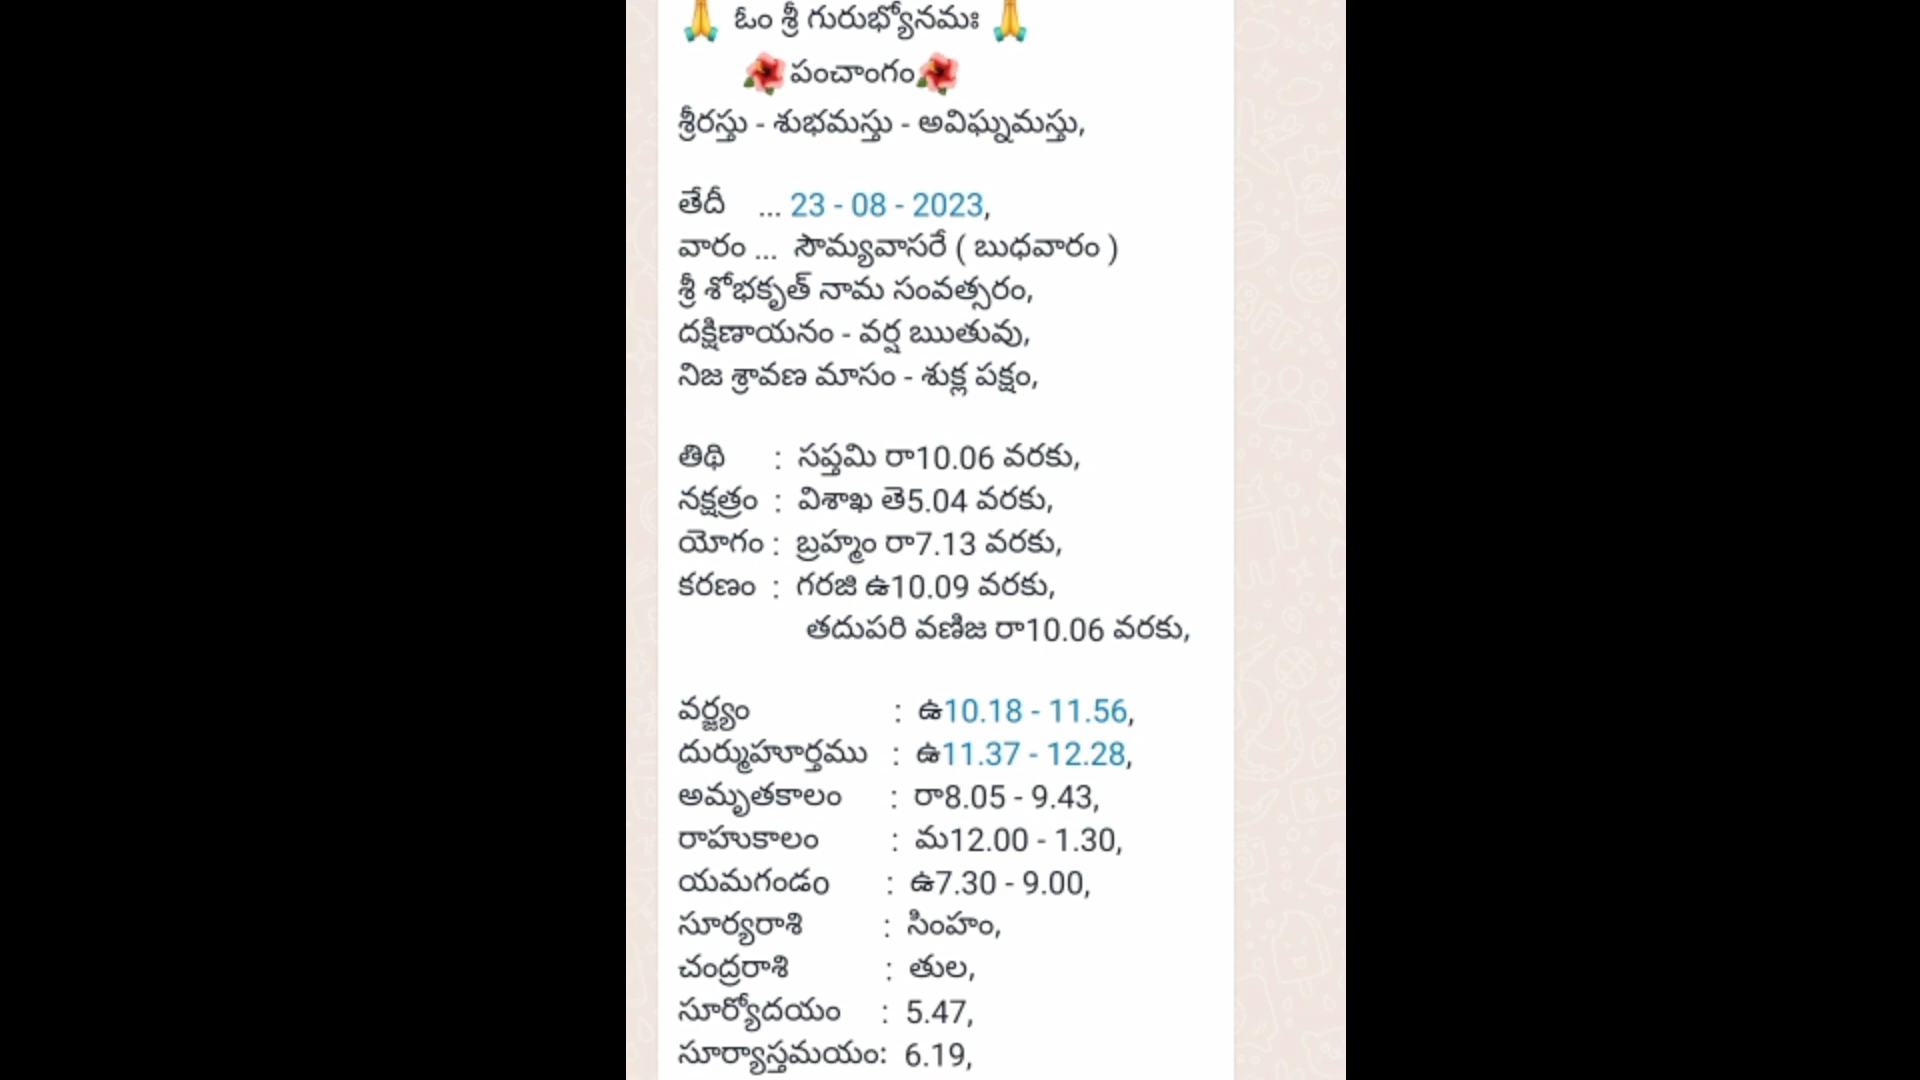 🙏 ఓం శ్రీ గురుభ్యోనమః 🙏
🌺పంచాంగం🌺
శ్రీరస్తు - శుభమస్తు - అవిఘ్నమస్తు,
తేదీ ... 23 - 08 - 2023,
వారం ... సౌమ్యవాసరే ( బుధవారం )
శ్రీ శోభకృత్ నామ సంవత్సరం,
దక్షిణాయనం - వర్ష ఋతువు,
నిజ శ్రావణ మాసం - శుక్ల పక్షం,
తిథి : సప్తమి రా10.06 వరకు,
నక్షత్రం : విశాఖ తె5.04 వరకు,
యోగం : బ్రహ్మం రా7.13 వరకు,
కరణం : గరజి ఉ10.09 వరకు,
తదుపరి వణిజ రా10.06 వరకు,
వర్జ్యం : ఉ10.18 - 11.56,
దుర్ముహూర్తము : ఉ11.37 - 12.28,
అమృతకాలం : రా8.05 - 9.43,
రాహుకాలం : మ12.00 - 1.30,
యమగండం : ఉ7.30 - 9.00,
సూర్యరాశి : సింహం,
చంద్రరాశి : తుల,
సూర్యోదయం : 5.47,
సూర్యాస్తమయం: 6.19,